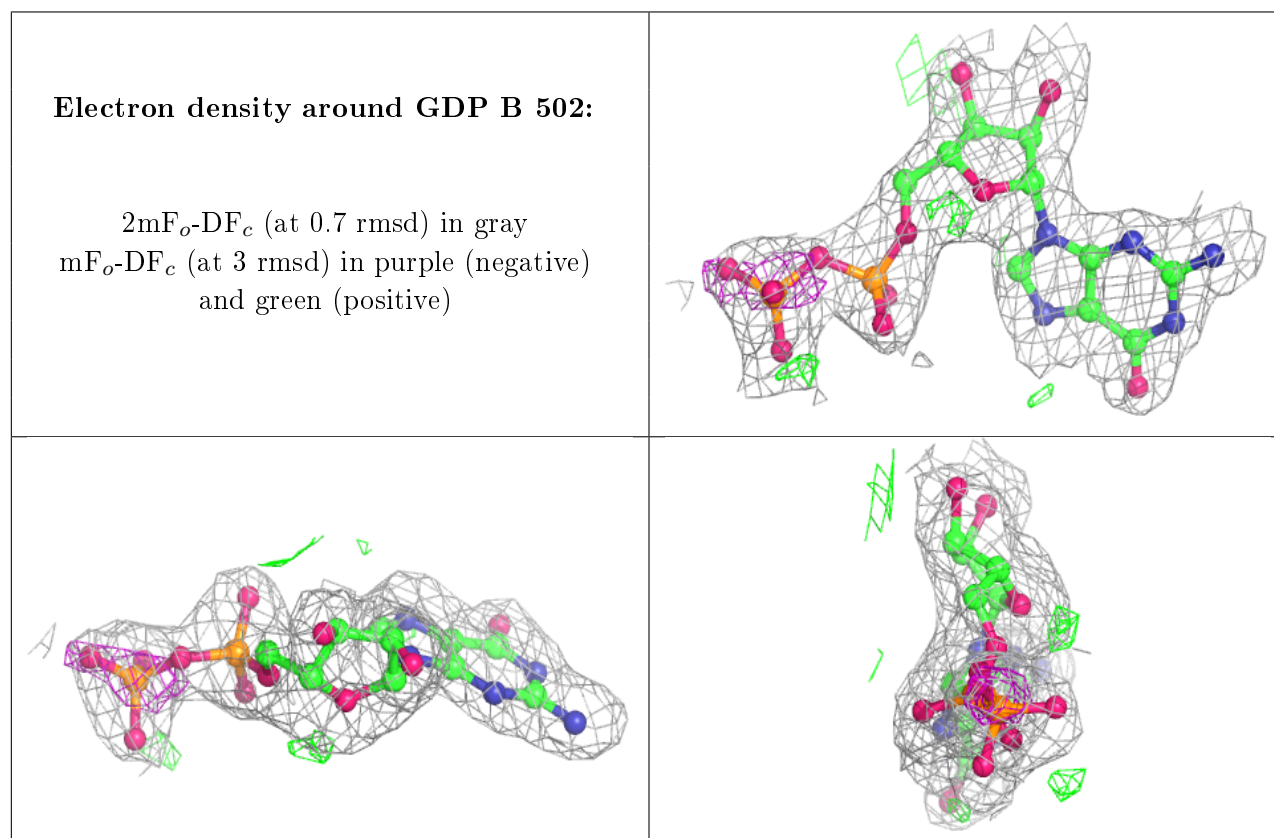 Electron density around GDP B 502:
2mFₒ-DF𝒸 (at 0.7 rmsd) in gray
mFₒ-DF𝒸 (at 3 rmsd) in purple (negative)
and green (positive)